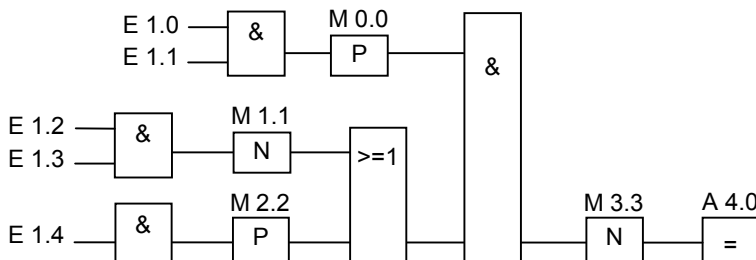 E 1.0
&
M 0.0
E 1.1
P
&
E 1.2
&
M 1.1
E 1.3
N
>=1
E 1.4
&
M 2.2
P
M 3.3
N
A 4.0
=